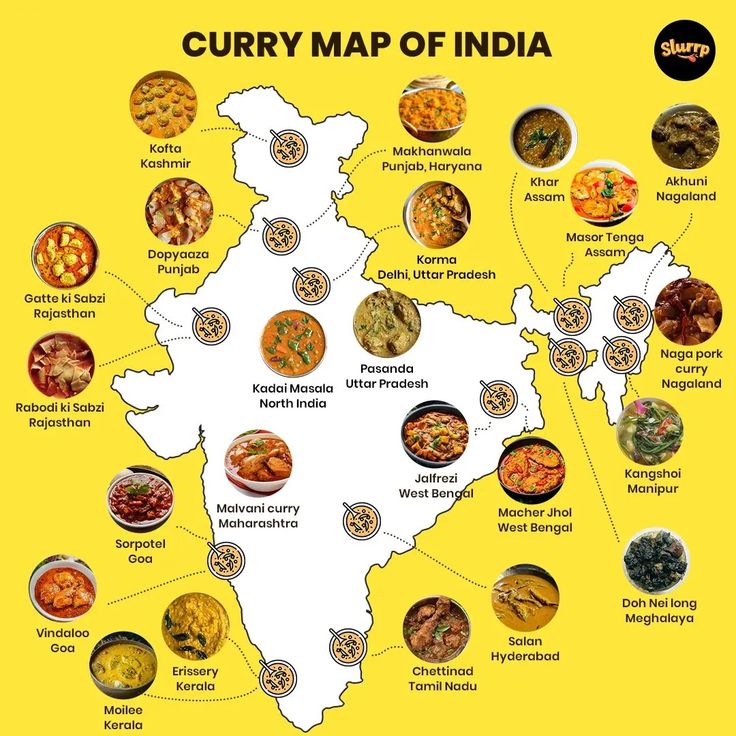 CURRY MAP OF INDIA
Slurrp
Kofta
Kashmir
Makhanwala
Punjab, Haryana
Khar
Assam
Akhuni
Nagaland
Dopyaaza
Punjab
Korma
Delhi, Uttar Pradesh
Masor Tenga
Assam
Gatte ki Sabzi
Rajasthan
Naga pork
curry
Nagaland
Kadai Masala
North India
Pasanda
Uttar Pradesh
Rabodi ki Sabzi
Rajasthan
Jalfrezi
West Bengal
Kangshoi
Manipur
Malvani curry
Maharashtra
Macher Jhol
West Bengal
Sorpotel
Goa
Doh Nei long
Meghalaya
Vindaloo
Goa
Salan
Hyderabad
Erissery
Kerala
Chettinad
Tamil Nadu
Moilee
Kerala